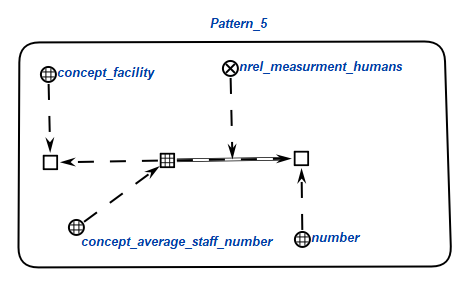 Pattern_5
concept_facility
nrel_measurment_humans
concept_average_staff_number
number